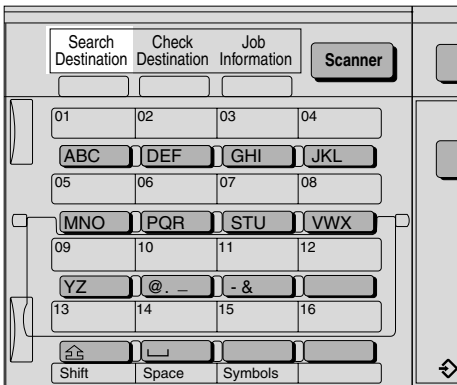 Search Destination Check Destination Job Information Scanner
01 02 03 04
ABC DEF GHI JKL
05 06 07 08
MNO PQR STU VWX
09 10 11 12
YZ @. _ - &
13 14 15 16
Shift Space Symbols